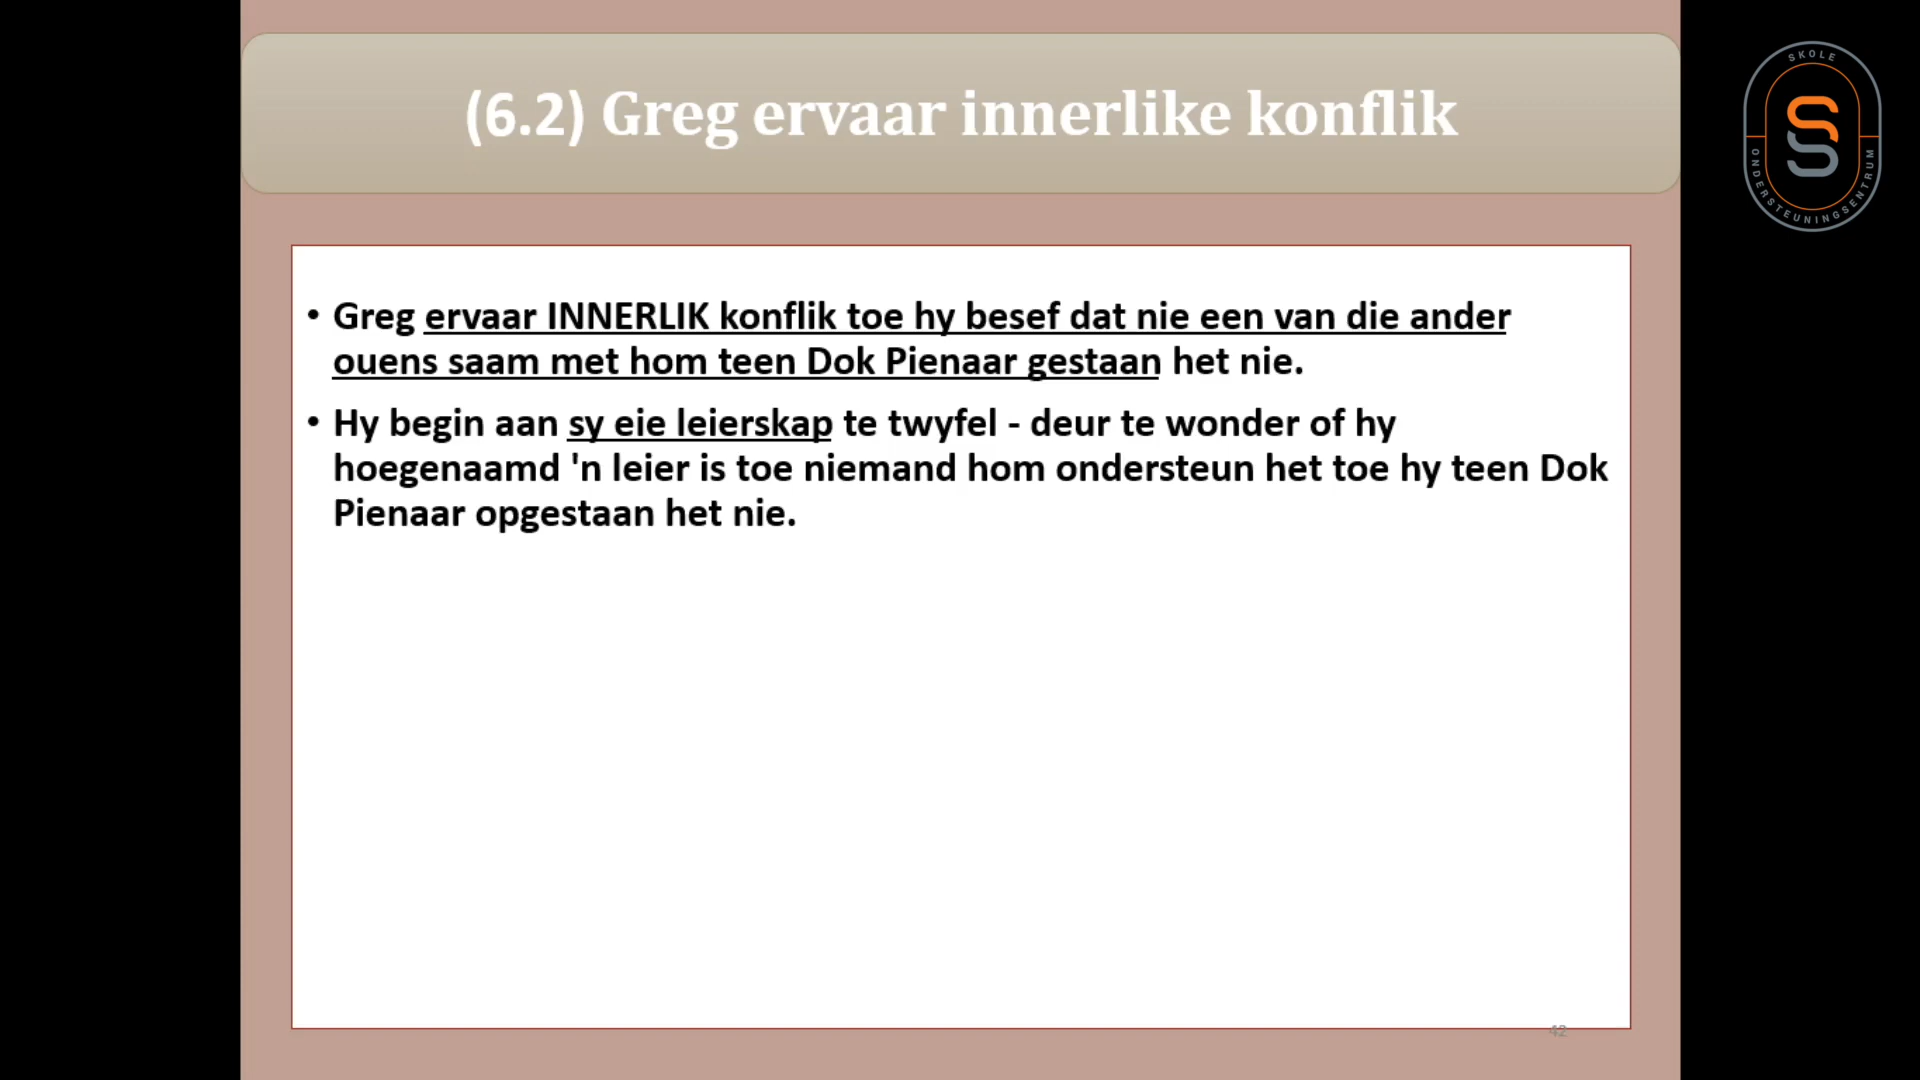 (6.2) Greg ervaar innerlike konflik
SKOLE
ONDERSTEUNINGSENTRUM
• Greg ervaar INNERLIK konflik toe hy besef dat nie een van die ander
ouens saam met hom teen Dok Pienaar gestaan het nie.
• Hy begin aan sy eie leierskap te twyfel - deur te wonder of hy
hoegenaamd 'n leier is toe niemand hom ondersteun het toe hy teen Dok
Pienaar opgestaan het nie.
42